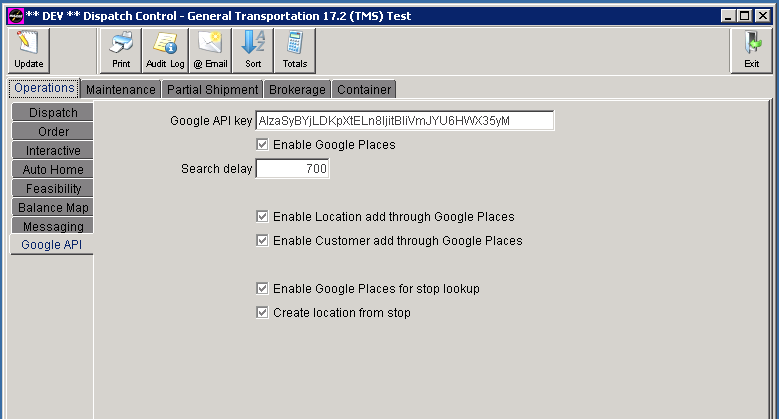 ** DEV ** Dispatch Control - General Transportation 17.2 (TMS) Test
Update Print Audit Log @ Email Sort Totals Exit
Operations Maintenance Partial Shipment Brokerage Container
Dispatch
Order
Interactive
Auto Home
Feasibility
Balance Map
Messaging
Google API
Google API key AIzaSyBYjLDKpXtELn8IjitBIiVmJYU6HWX35yM
Enable Google Places
Search delay 700
Enable Location add through Google Places
Enable Customer add through Google Places
Enable Google Places for stop lookup
Create location from stop